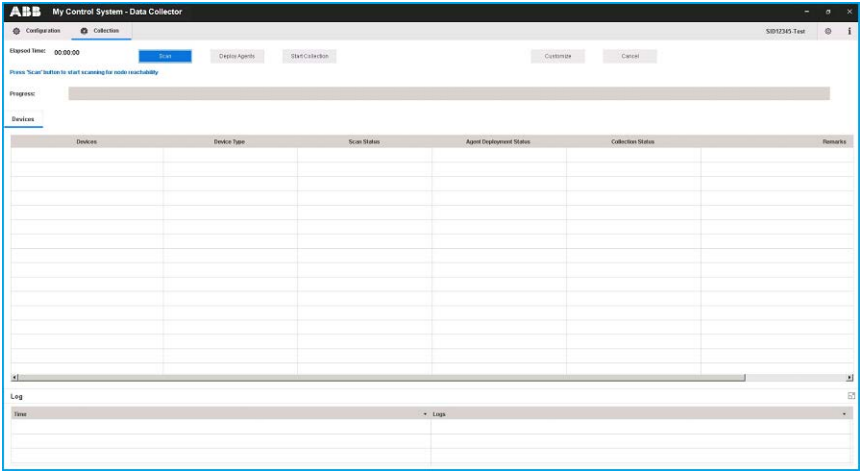 ABB My Control System - Data Collector
Configuration Collection SID12345-Test
Elapsed Time: 00:00:00 Scan Deploy Agents Start Collection Customize Cancel
Press 'Scan' button to start scanning for node reachability
Progress:
Devices
Devices Device Type Scan Status Agent Deployment Status Collection Status Remarks
Log
Time Logs